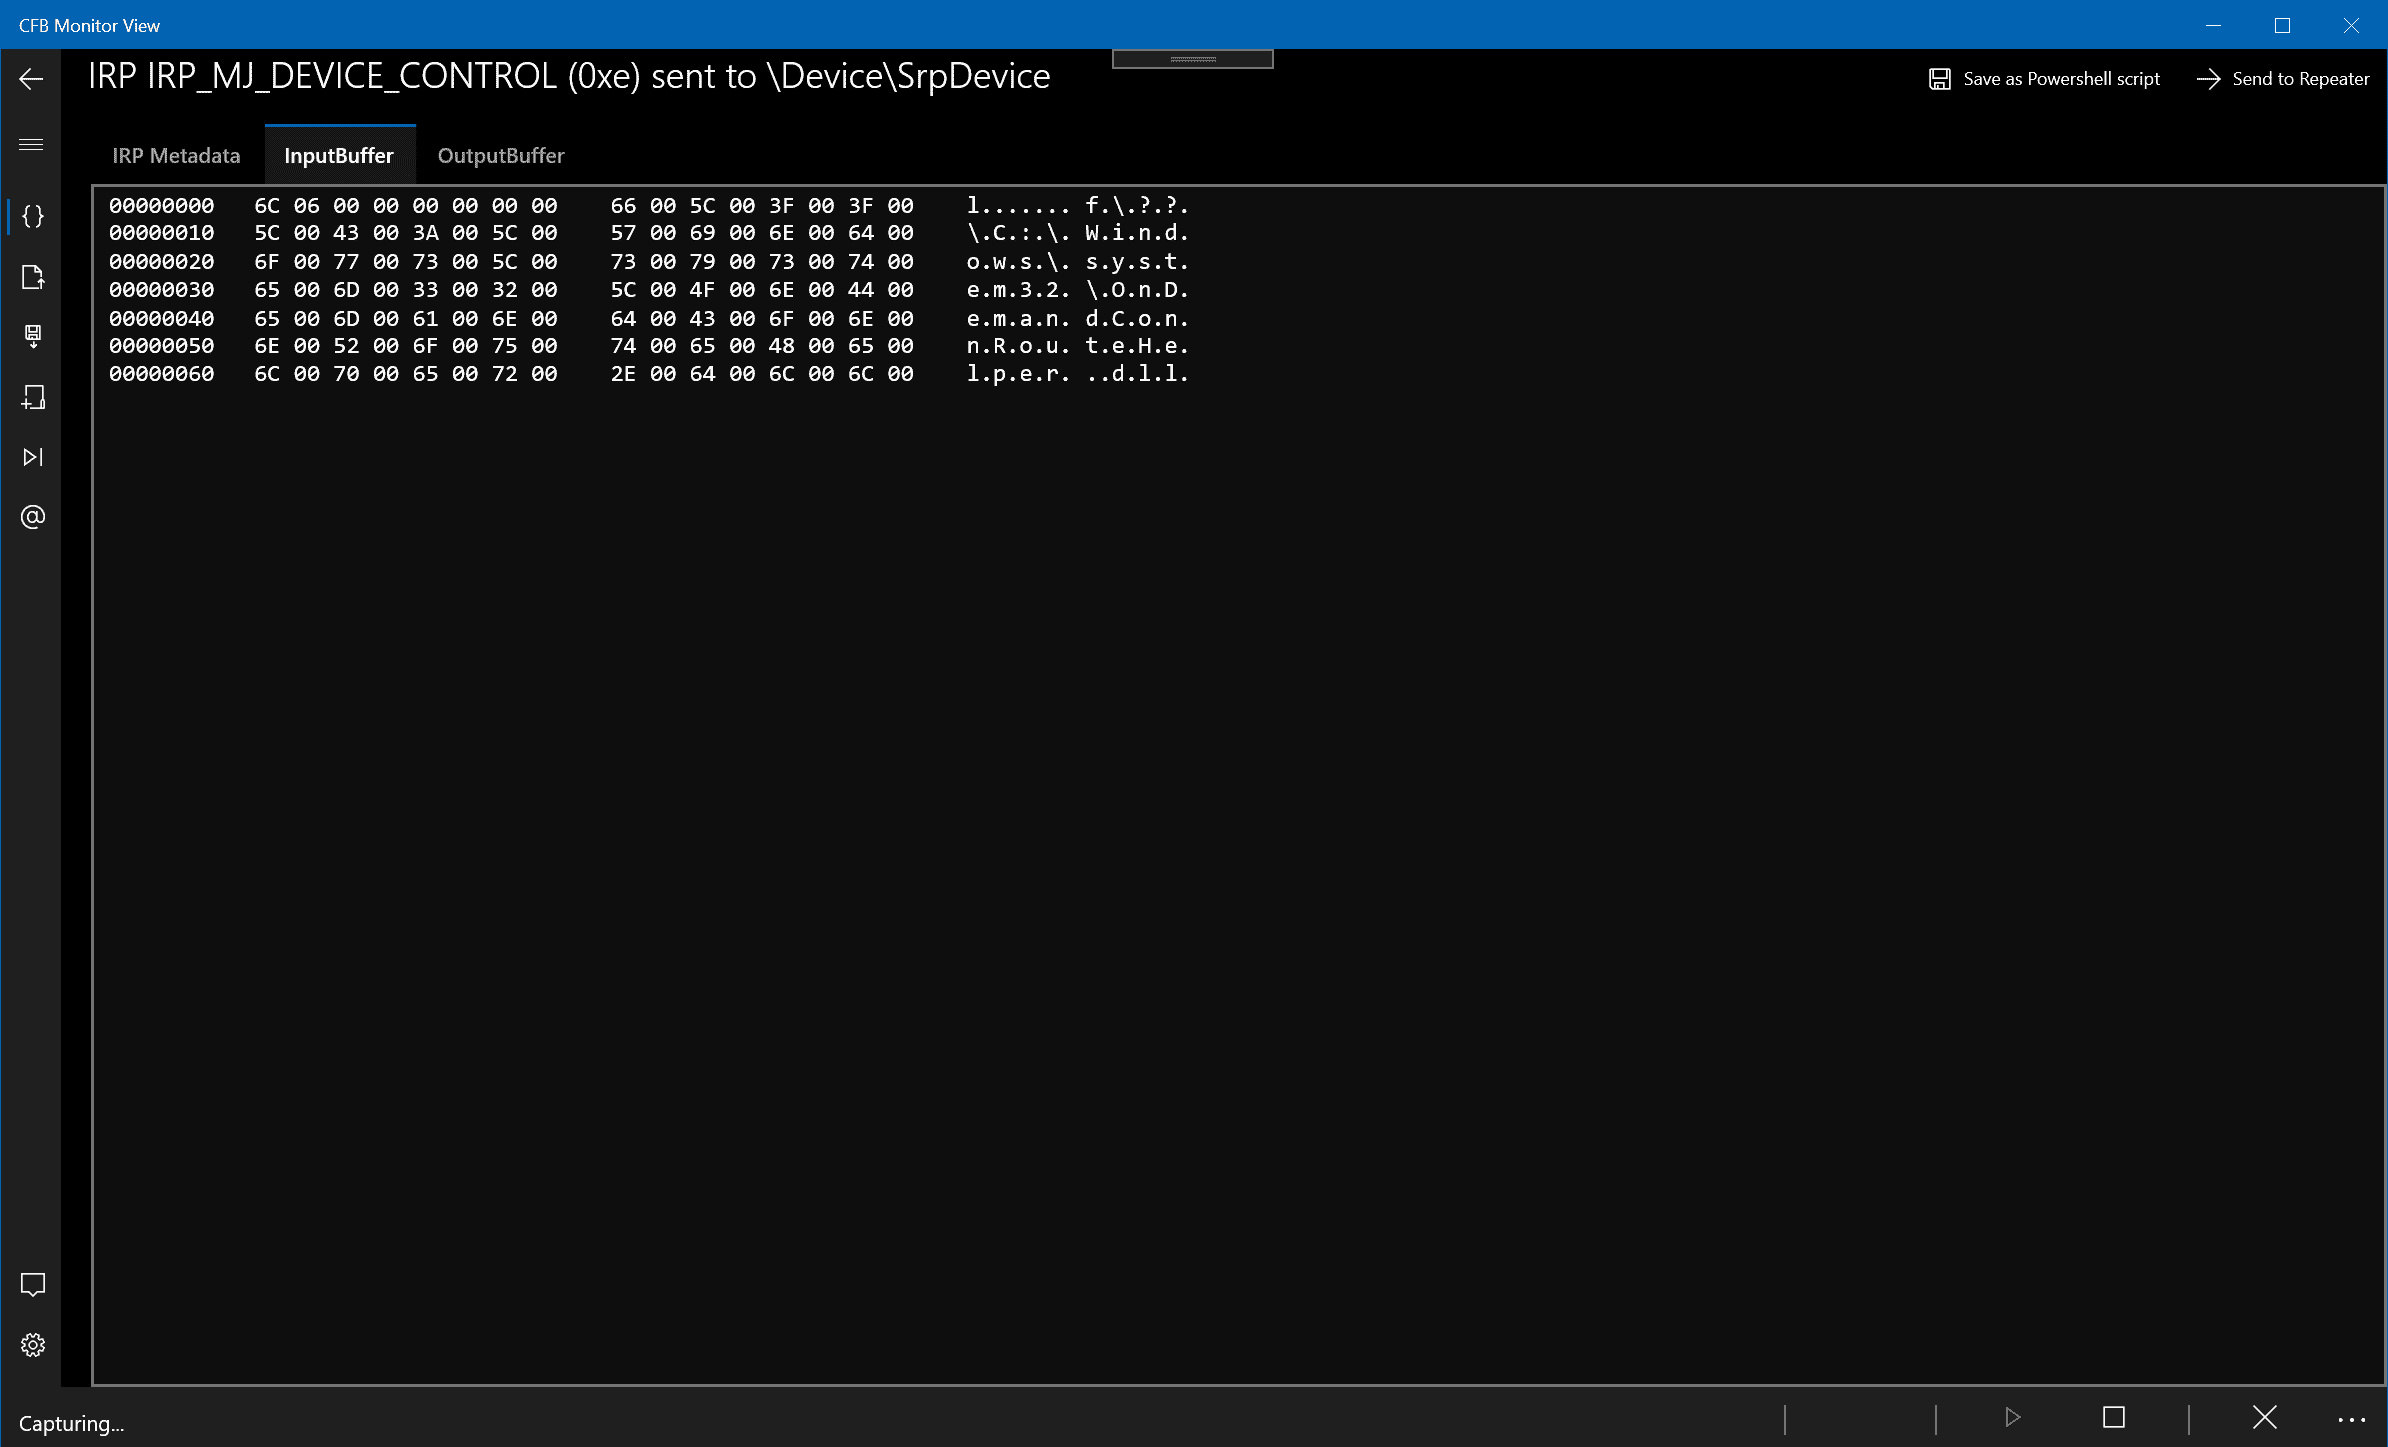 CFB Monitor View
IRP IRP_MJ_DEVICE_CONTROL (0xe) sent to \Device\SrpDevice
Save as Powershell script
Send to Repeater
IRP Metadata InputBuffer OutputBuffer
00000000 6C 06 00 00 00 00 00 00 66 00 5C 00 3F 00 3F 00 l....... f.\.?.?.
00000010 5C 00 43 00 3A 00 5C 00 57 00 69 00 6E 00 64 00 \.C.:.\. W.i.n.d.
00000020 6F 00 77 00 73 00 5C 00 73 00 79 00 73 00 74 00 o.w.s.\. s.y.s.t.
00000030 65 00 6D 00 33 00 32 00 5C 00 4F 00 6E 00 44 00 e.m.3.2. \.O.n.D.
00000040 65 00 6D 00 61 00 6E 00 64 00 43 00 6F 00 6E 00 e.m.a.n. d.C.o.n.
00000050 6E 00 52 00 6F 00 75 00 74 00 65 00 48 00 65 00 n.R.o.u. t.e.H.e.
00000060 6C 00 70 00 65 00 72 00 2E 00 64 00 6C 00 6C 00 l.p.e.r. ..d.l.l.
Capturing...